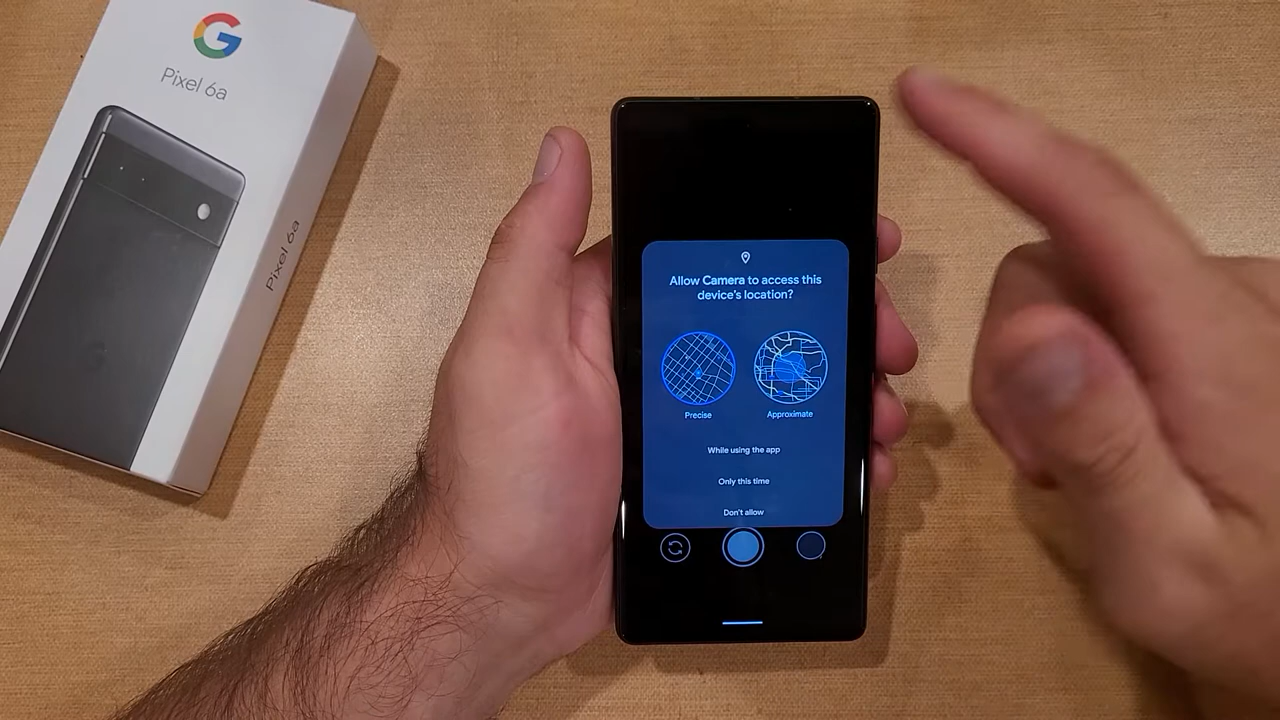 G
Pixel 6a
Pixel 6a
Allow Camera to access this
device's location?
Precise
Approximate
While using the app
Only this time
Don't allow